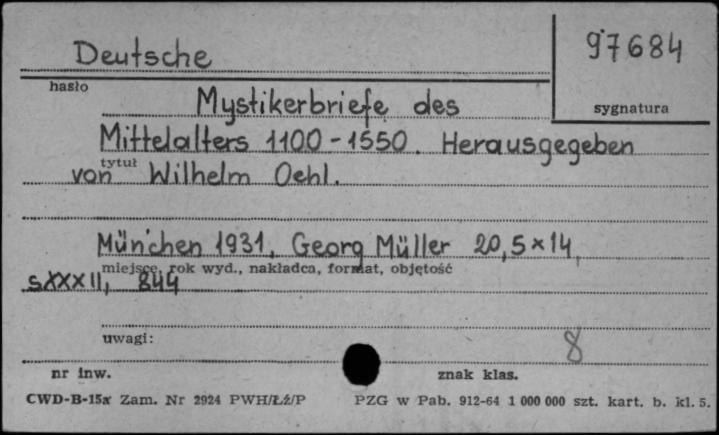 Deutsche
97684
hasło
sygnatura
Mystikerbriefe des
Mittelalters 1100-1550. Herausgegeben
tytuł
von Wilhelm Oehl.
München 1931, Georg Müller 20,5×14,
miejsce, rok wyd., nakładca, format, objętość
sXXXII, 844
uwagi:
8
nr inw.
znak klas.
CWD-B-15a Zam. Nr 2924 PWH/Łź/P PZG w Pab. 912-64 1 000 000 szt. kart. b. kl. 5.